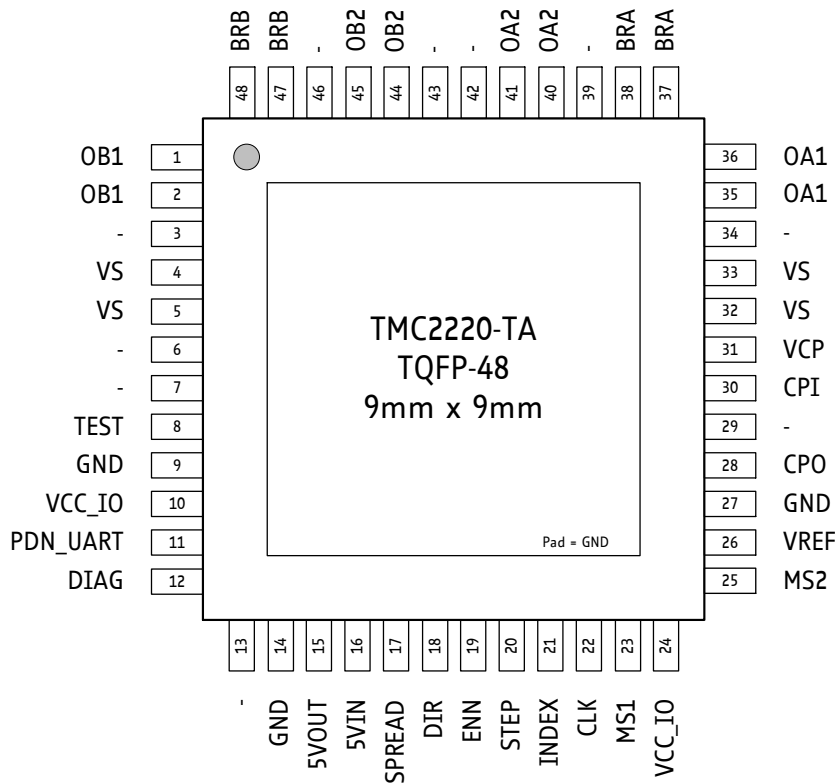 BRB BRB - OB2 OB2 - - OA2 OA2 - BRA BRA
48 47 46 45 44 43 42 41 40 39 38 37
OB1 1 36 OA1
OB1 2 35 OA1
- 3 34 -
VS 4 33 VS
VS 5 32 VS
- 6 31 VCP
- 7 30 CPI
TEST 8 29 -
GND 9 28 CPO
VCC_IO 10 27 GND
PDN_UART 11 26 VREF
DIAG 12 25 MS2
TMC2220-TA
TQFP-48
9mm x 9mm
Pad = GND
13 14 15 16 17 18 19 20 21 22 23 24
- GND 5VOUT 5VIN SPREAD DIR ENN STEP INDEX CLK MS1 VCC_IO